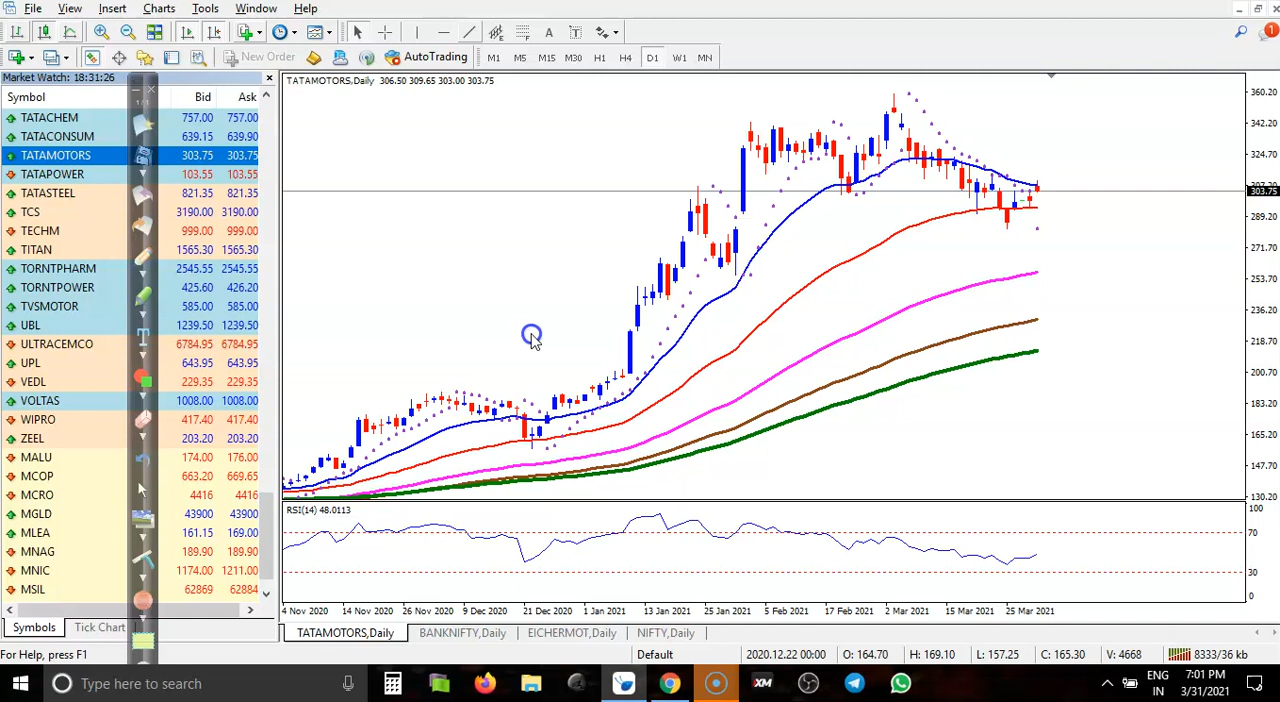 File View Insert Charts Tools Window Help
1
New Order AutoTrading M1 M5 M15 M30 H1 H4 D1 W1 MN
Market Watch: 18:31:26
1/1
Symbol Bid Ask
TATACHEM 757.00 757.50
TATACONSUM 639.15 639.90
TATAMOTORS 303.75 303.75
TATAPOWER 103.55 103.55
TATASTEEL 821.35 821.35
TCS 3190.00 3190.00
TECHM 999.00 999.00
TITAN 1565.30 1565.30
TORNTPHARM 2545.55 2545.55
TORNTPOWER 425.60 426.20
TVSMOTOR 585.00 585.00
UBL 1239.50 1239.50
ULTRACEMCO 6784.95 6784.95
UPL 643.95 643.95
VEDL 229.35 229.35
VOLTAS 1008.00 1008.00
WIPRO 417.40 417.40
ZEEL 203.20 203.20
MALU 174.00 176.00
MCOP 663.20 666.65
MCRO 4416 4416
MGLD 43900 43900
MLEA 161.15 169.00
MNAG 189.90 189.90
MNIC 1174.00 1211.00
MSIL 62869 62884
Symbols Tick Chart
TATAMOTORS,Daily 306.50 309.65 303.00 303.75
360.20
342.20
324.70
303.75
289.20
271.70
253.70
236.20
218.70
200.70
183.20
165.20
147.70
130.20
RSI(14) 48.0113
100
70
30
0
4 Nov 2020 14 Nov 2020 26 Nov 2020 9 Dec 2020 21 Dec 2020 1 Jan 2021 13 Jan 2021 25 Jan 2021 5 Feb 2021 17 Feb 2021 2 Mar 2021 15 Mar 2021 25 Mar 2021
TATAMOTORS,Daily BANKNIFTY,Daily EICHERMOT,Daily NIFTY,Daily
For Help, press F1 Default 2020.12.22 00:00 O: 164.70 H: 169.10 L: 157.25 C: 165.30 V: 4668 8333/36 kb
Type here to search XM ENG IN 7:01 PM 3/31/2021